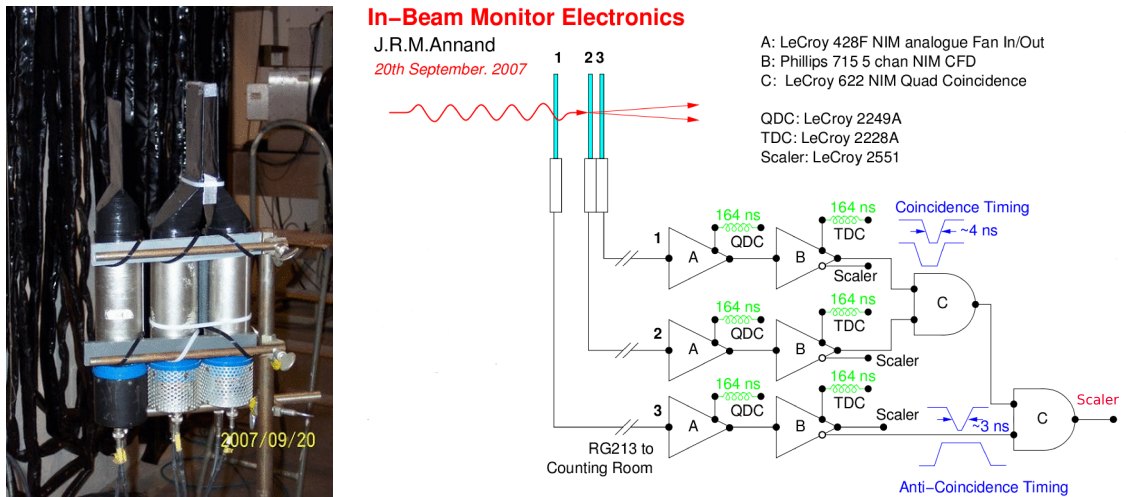 In-Beam Monitor Electronics
J.R.M.Annand
20th September. 2007
1
2 3
A: LeCroy 428F NIM analogue Fan In/Out
B: Phillips 715 5 chan NIM CFD
C: LeCroy 622 NIM Quad Coincidence
QDC: LeCroy 2249A
TDC: LeCroy 2228A
Scaler: LeCroy 2551
Coincidence Timing
~4 ns
1
A
164 ns
QDC
B
164 ns
TDC
Scaler
C
2
A
164 ns
QDC
B
164 ns
TDC
Scaler
3
A
164 ns
QDC
B
164 ns
TDC
Scaler
~3 ns
C
Scaler
RG213 to
Counting Room
Anti-Coincidence Timing
2007/09/20